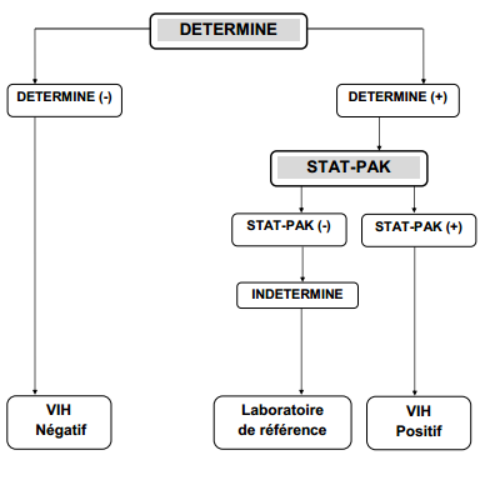 DETERMINE
DETERMINE (-)
DETERMINE (+)
STAT-PAK
STAT-PAK (-)
STAT-PAK (+)
INDETERMINE
VIH
Négatif
Laboratoire
de référence
VIH
Positif